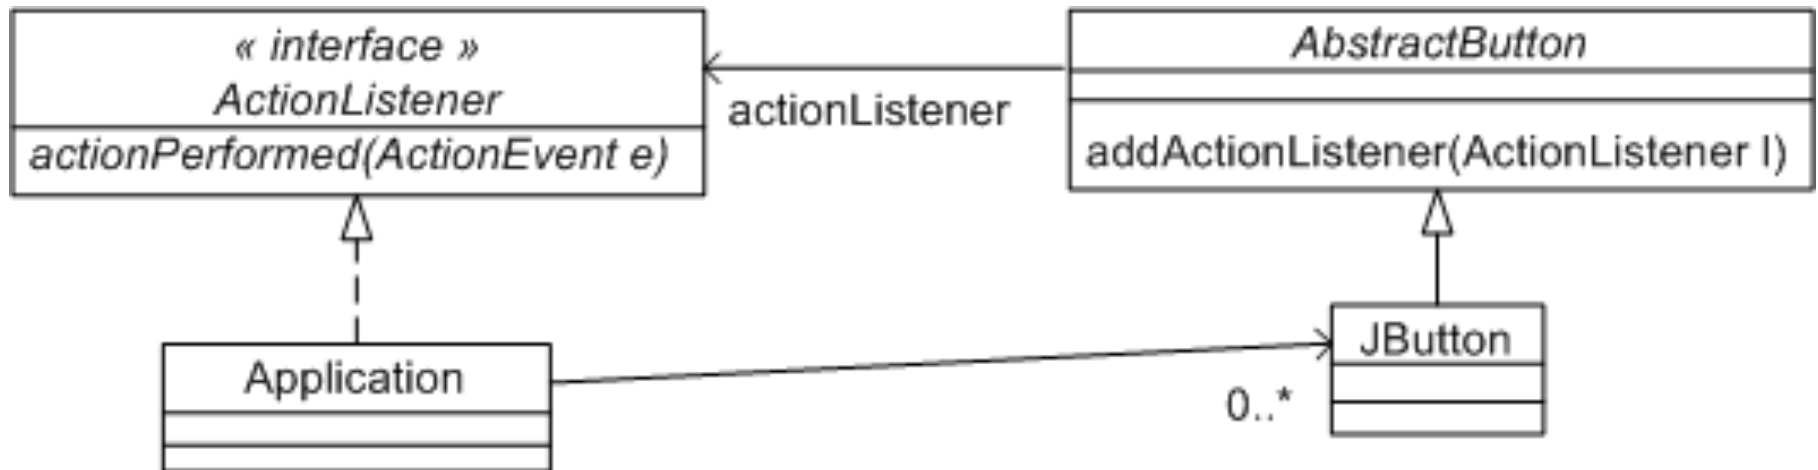 « interface »
ActionListener
actionPerformed(ActionEvent e)
actionListener
AbstractButton
addActionListener(ActionListener l)
Application
0..*
JButton